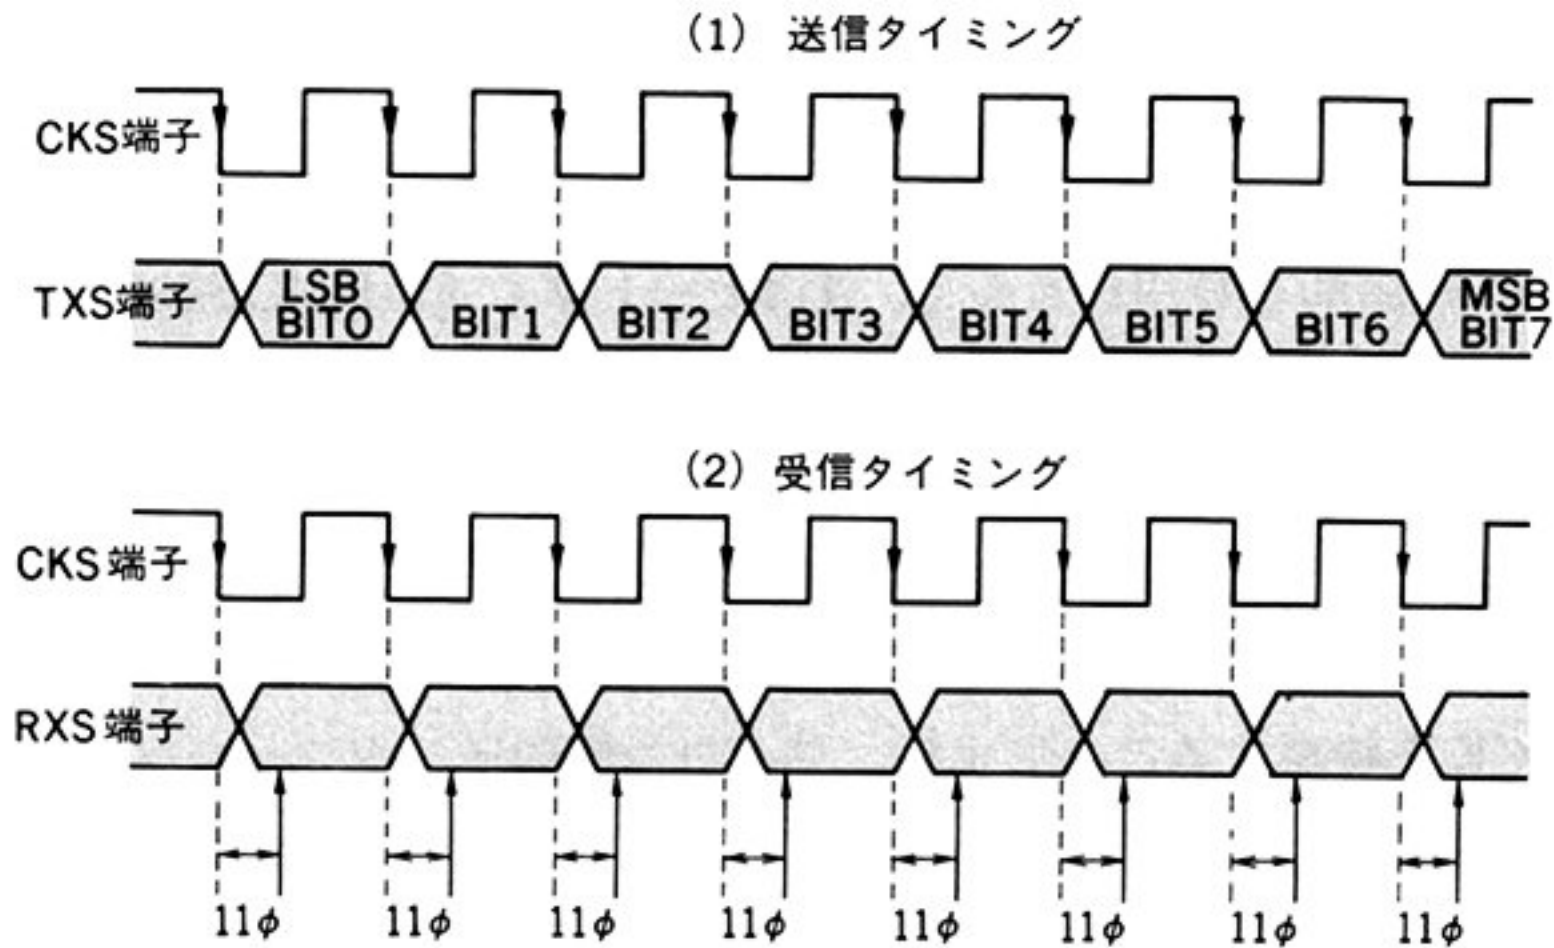 (1) 送信タイミング
CKS端子
TXS端子
LSB
BIT0
BIT1
BIT2
BIT3
BIT4
BIT5
BIT6
MSB
BIT7
(2) 受信タイミング
CKS端子
RXS端子
11φ
11φ
11φ
11φ
11φ
11φ
11φ
11φ